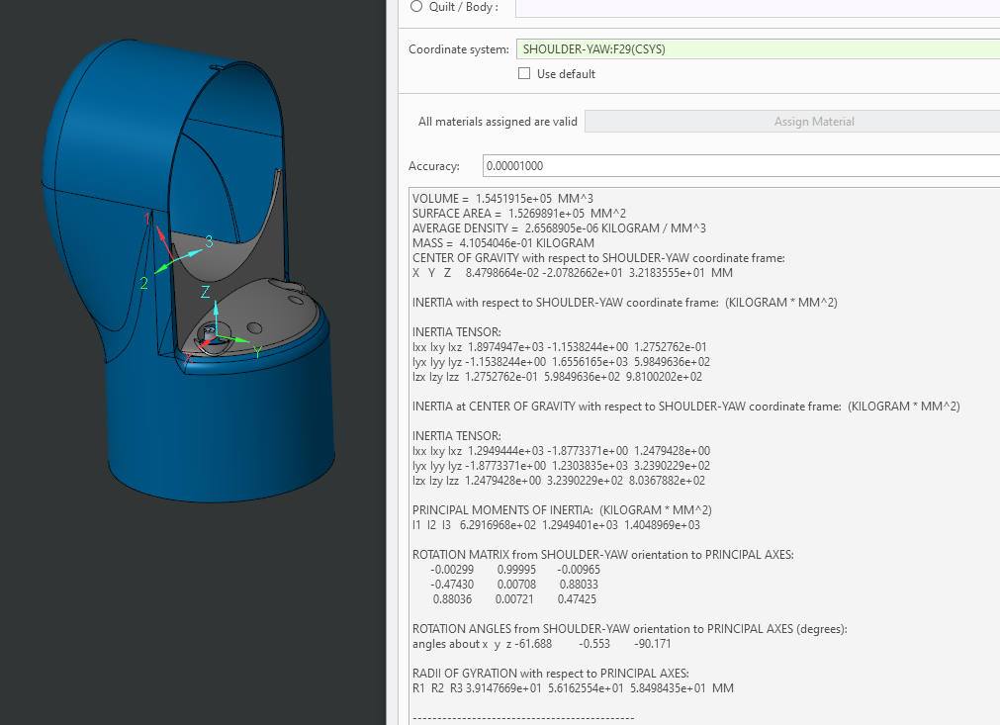 Quilt / Body :
Coordinate system: SHOULDER-YAW:F29(CSYS)
Use default
All materials assigned are valid Assign Material
Accuracy: 0.00001000
VOLUME = 1.5451915e+05 MM^3
SURFACE AREA = 1.5269891e+05 MM^2
AVERAGE DENSITY = 2.6568905e-06 KILOGRAM / MM^3
MASS = 4.1054046e-01 KILOGRAM
CENTER OF GRAVITY with respect to SHOULDER-YAW coordinate frame:
X Y Z 8.4798664e-02 -2.0782662e+01 3.2183555e+01 MM
INERTIA with respect to SHOULDER-YAW coordinate frame: (KILOGRAM * MM^2)
INERTIA TENSOR:
Ixx Ixy Ixz 1.8974947e+03 -1.1538244e+00 1.2752762e-01
Iyx Iyy Iyz -1.1538244e+00 1.6556165e+03 5.9849636e+02
Izx Izy Izz 1.2752762e-01 5.9849636e+02 9.8100202e+02
INERTIA at CENTER OF GRAVITY with respect to SHOULDER-YAW coordinate frame: (KILOGRAM * MM^2)
INERTIA TENSOR:
Ixx Ixy Ixz 1.2949444e+03 -1.8773371e+00 1.2479428e+00
Iyx Iyy Iyz -1.8773371e+00 1.2303835e+03 3.2390229e+02
Izx Izy Izz 1.2479428e+00 3.2390229e+02 8.0367882e+02
PRINCIPAL MOMENTS OF INERTIA: (KILOGRAM * MM^2)
I1 I2 I3 6.2916968e+02 1.2949401e+03 1.4048969e+03
ROTATION MATRIX from SHOULDER-YAW orientation to PRINCIPAL AXES:
-0.00299 0.99995 -0.00965
-0.47430 0.00708 0.88033
0.88036 0.00721 0.47425
ROTATION ANGLES from SHOULDER-YAW orientation to PRINCIPAL AXES (degrees):
angles about x y z -61.688 -0.553 -90.171
RADII OF GYRATION with respect to PRINCIPAL AXES:
R1 R2 R3 3.9147669e+01 5.6162554e+01 5.8498435e+01 MM
---------------------------------------------
1
3
2
Z
X
Y